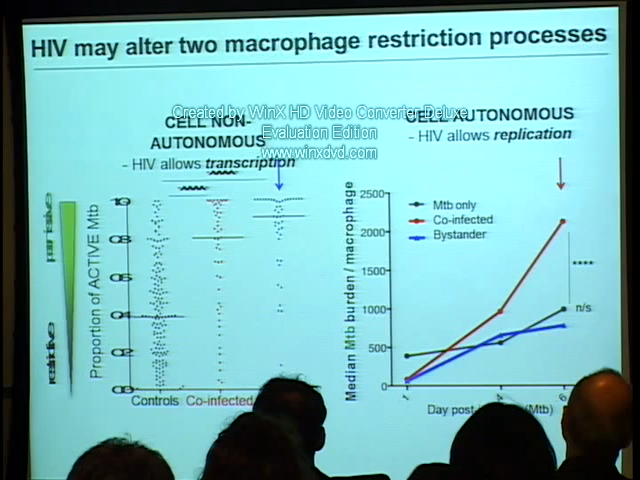 HIV may alter two macrophage restriction processes
Created by WinX HD Video Converter Deluxe
Evaluation Edition
www.winxdvd.com
CELL NON-
AUTONOMOUS
- HIV allows transcription
CELL AUTONOMOUS
- HIV allows replication
Proportion of ACTIVE Mtb
1.0
0.8
0.6
0.4
0.2
0.0
Controls Co-infected
Median Mtb burden / macrophage
2500
2000
1500
1000
500
0
Mtb only
Co-infected
Bystander
****
n/s
1 4 6
Day post (Mtb)